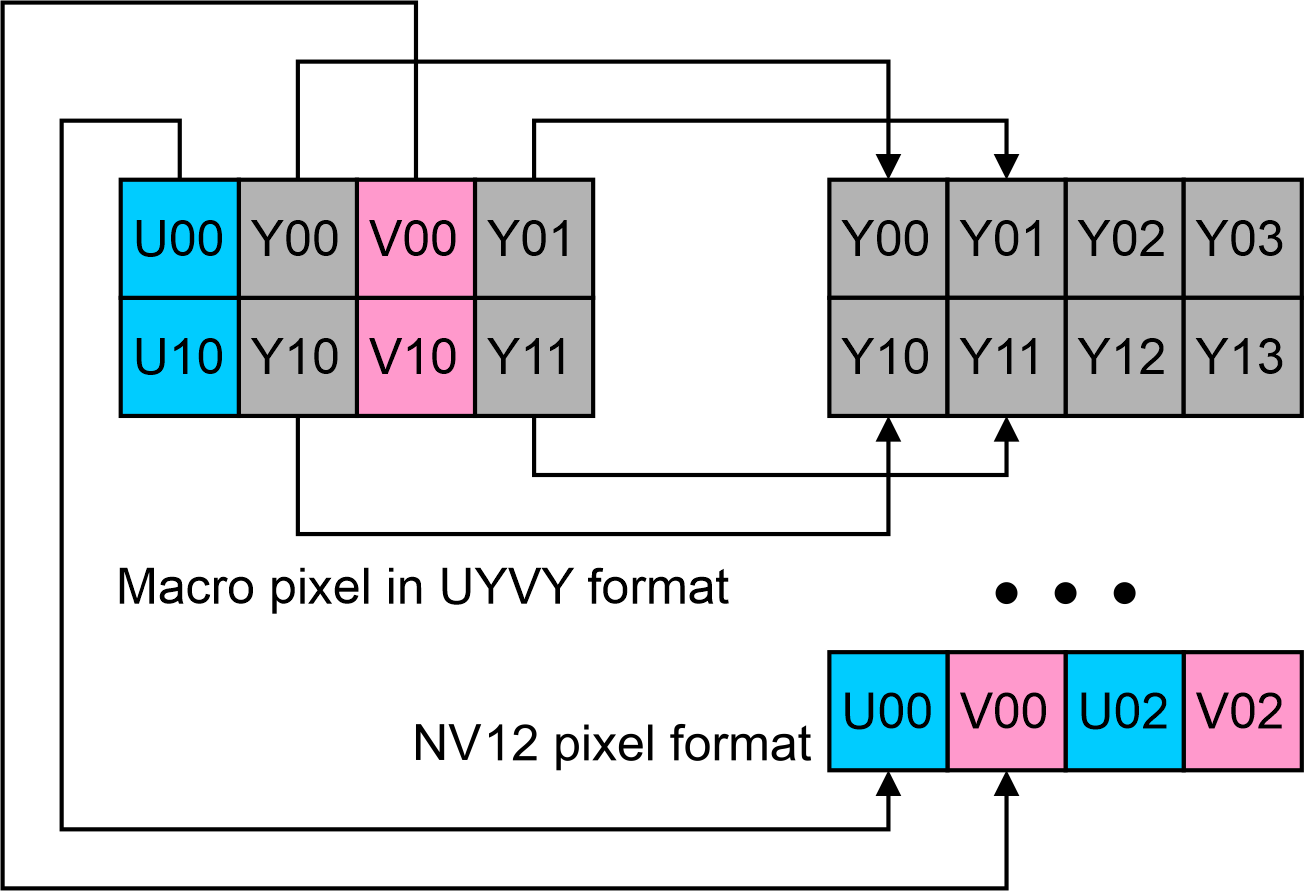 U00 Y00 V00 Y01
U10 Y10 V10 Y11
Y00 Y01 Y02 Y03
Y10 Y11 Y12 Y13
Macro pixel in UYVY format
U00 V00 U02 V02
NV12 pixel format